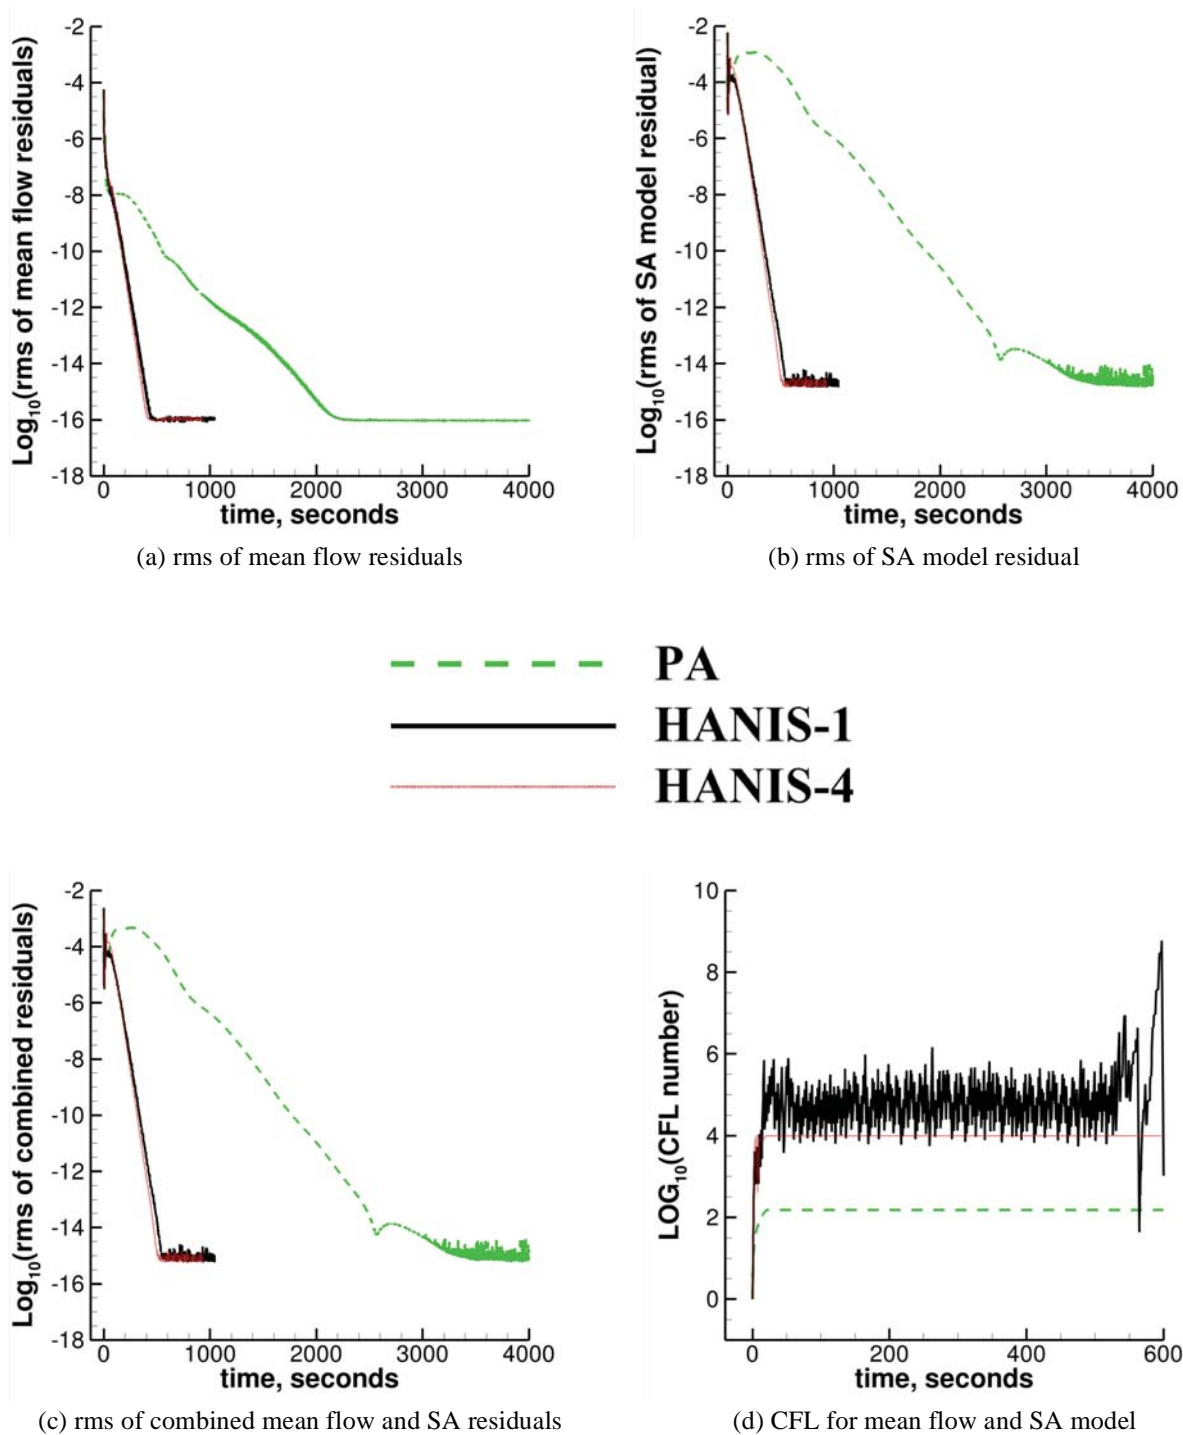 -2
-4
-6
-8
-10
-12
-14
-16
-18
Log10(rms of mean flow residuals)
0 1000 2000 3000 4000
time, seconds
(a) rms of mean flow residuals
-2
-4
-6
-8
-10
-12
-14
-16
-18
Log10(rms of SA model residual)
0 1000 2000 3000 4000
time, seconds
(b) rms of SA model residual
PA
HANIS-1
HANIS-4
-2
-4
-6
-8
-10
-12
-14
-16
-18
Log10(rms of combined residuals)
0 1000 2000 3000 4000
time, seconds
(c) rms of combined mean flow and SA residuals
10
8
6
4
2
0
LOG10(CFL number)
0 200 400 600
time, seconds
(d) CFL for mean flow and SA model